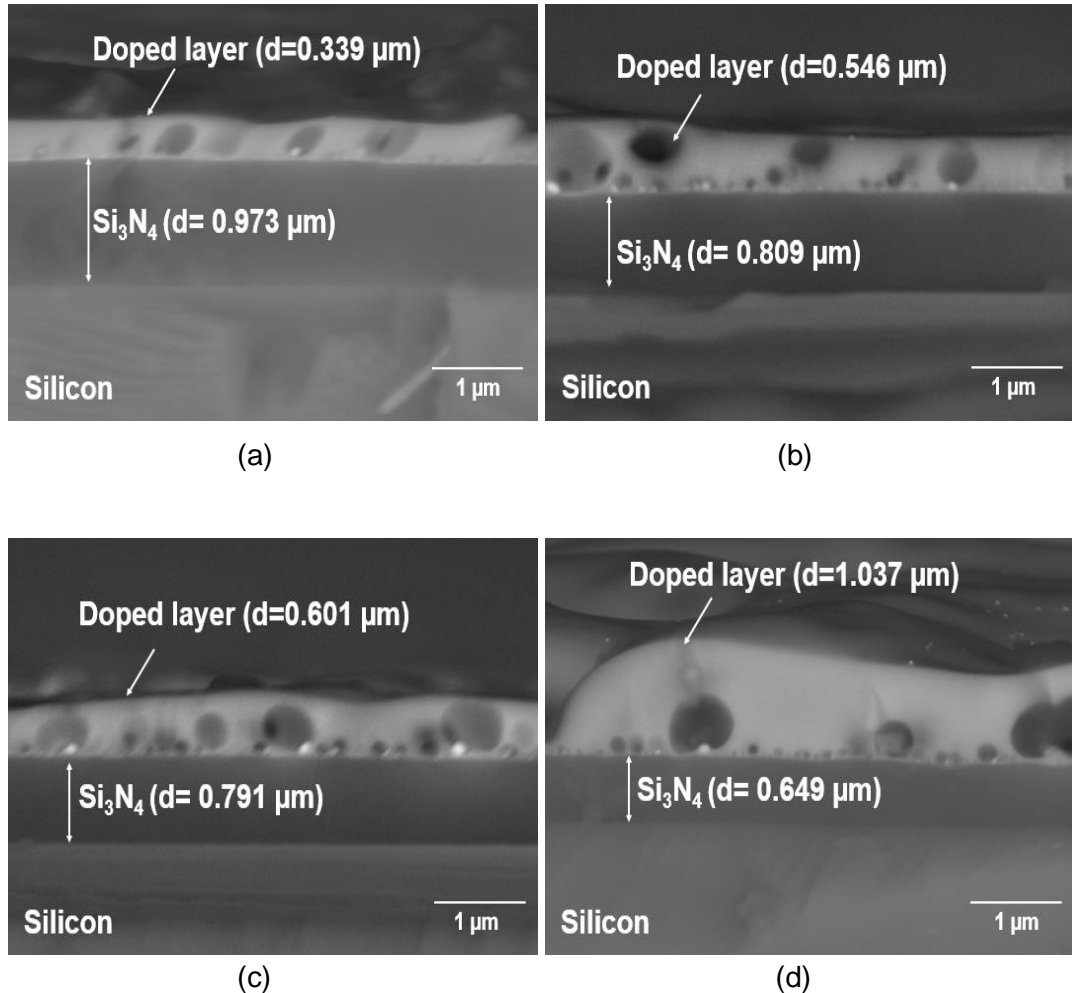 Doped layer (d=0.339 µm)
Si₃N₄ (d= 0.973 µm)
Silicon
1 µm
(a)
Doped layer (d=0.546 µm)
Si₃N₄ (d= 0.809 µm)
Silicon
1 µm
(b)
Doped layer (d=0.601 µm)
Si₃N₄ (d= 0.791 µm)
Silicon
1 µm
(c)
Doped layer (d=1.037 µm)
Si₃N₄ (d= 0.649 µm)
Silicon
1 µm
(d)